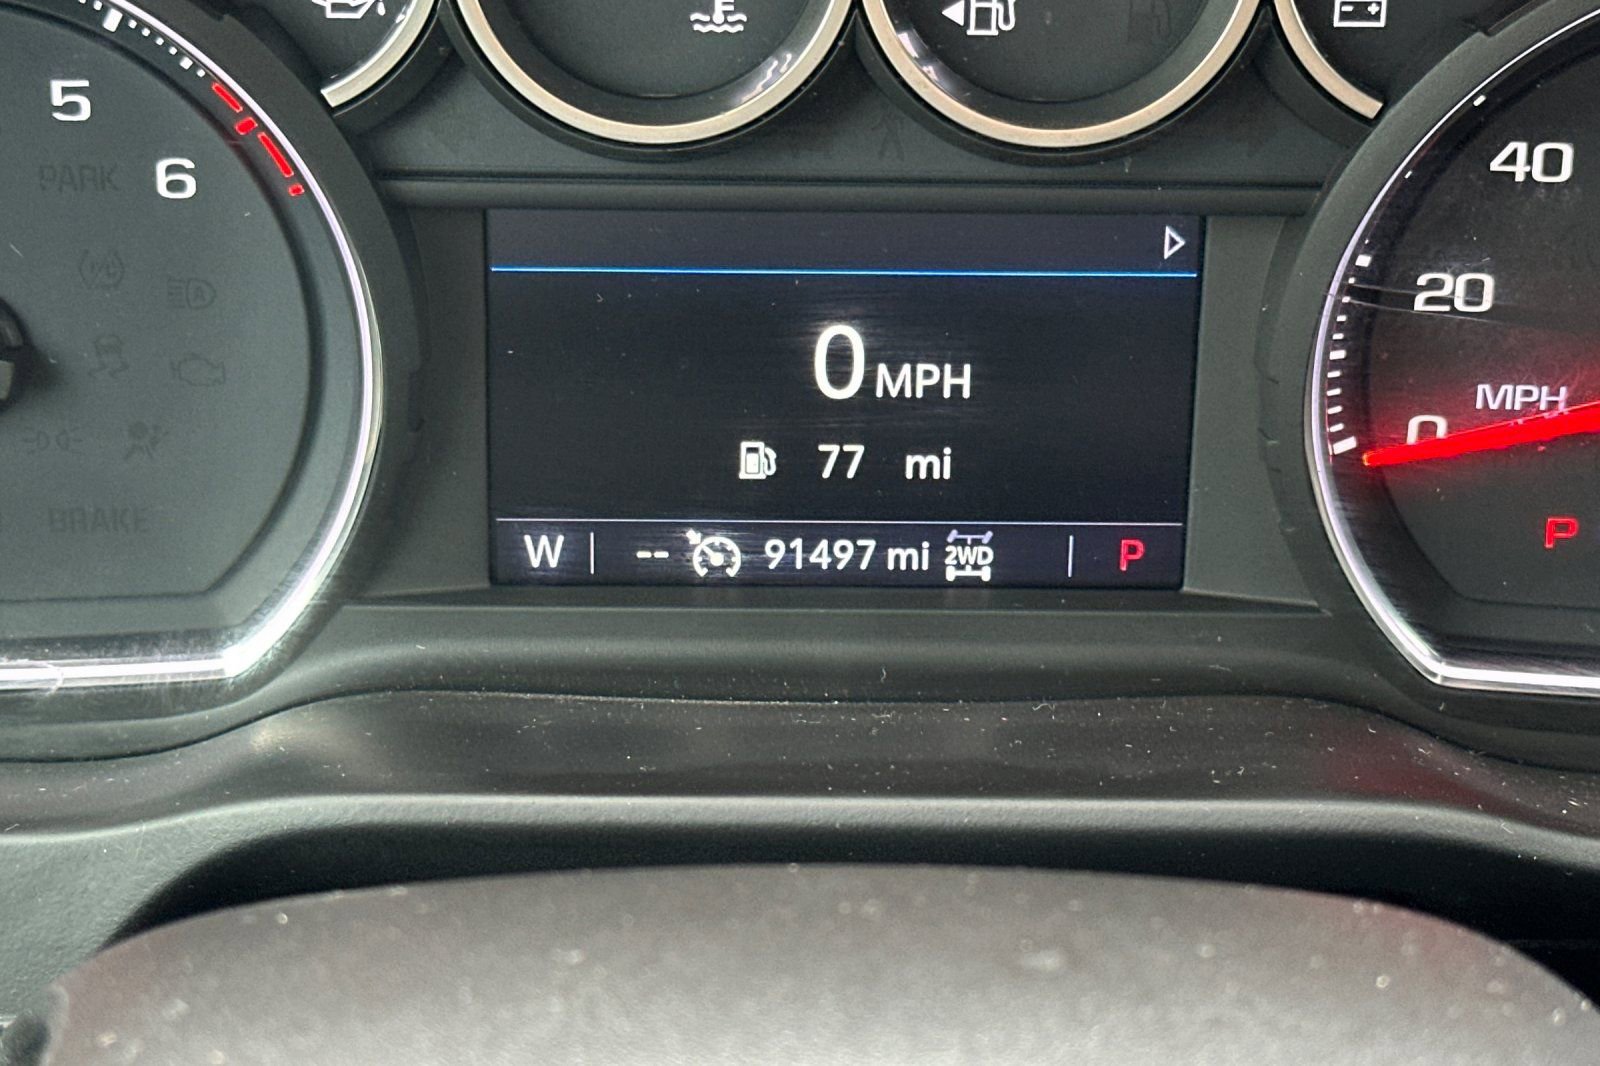 5
6
PARK
BRAKE
0 MPH
77 mi
W -- 91497 mi 2WD P
40
20
MPH
0
P